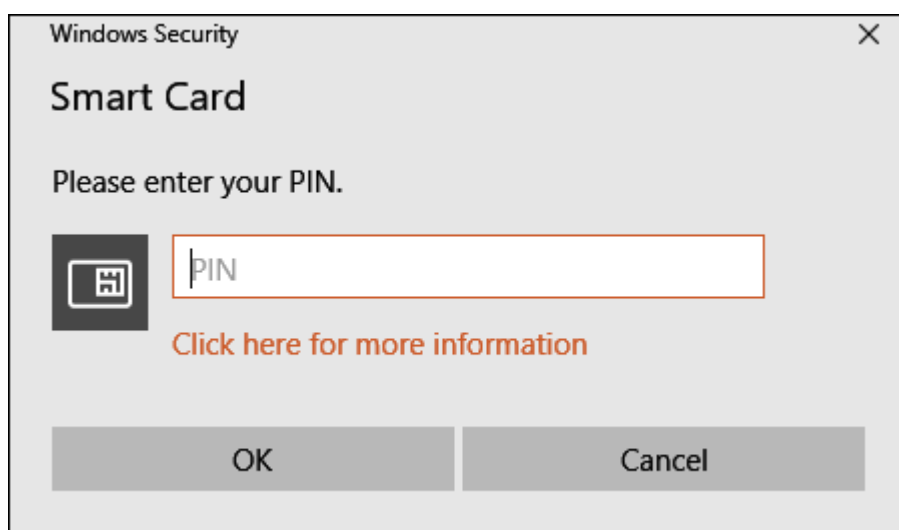 Windows Security
Smart Card
Please enter your PIN.
PIN
Click here for more information
OK
Cancel